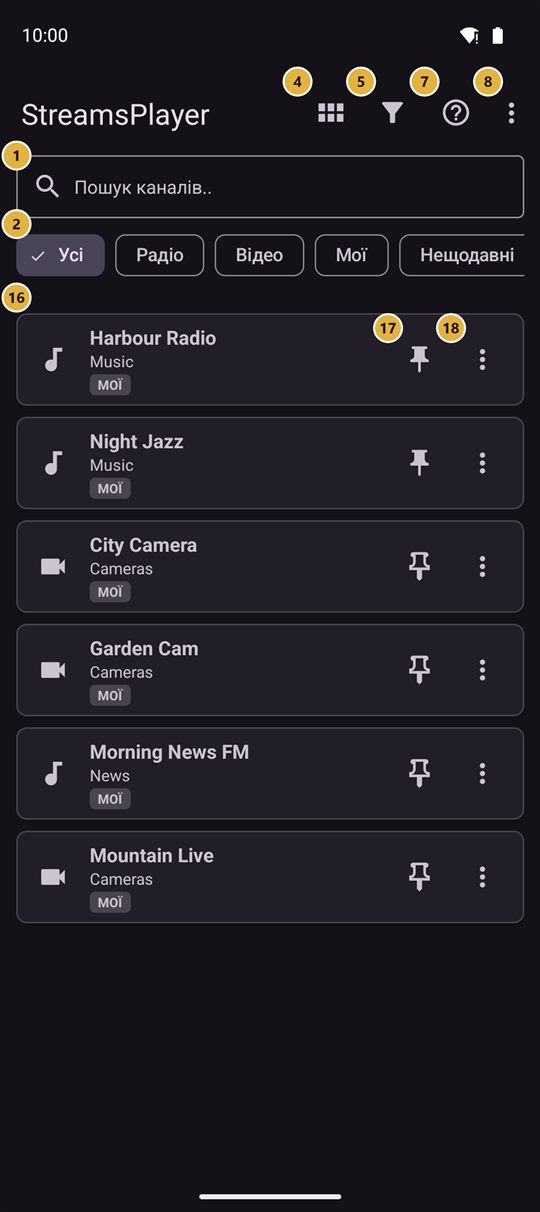 10:00
4 5 7 8
StreamsPlayer
1
Пошук каналів..
2
Усі Радіо Відео Мої Нещодавні
16
17 18
Harbour Radio
Music
МОЇ
Night Jazz
Music
МОЇ
City Camera
Cameras
МОЇ
Garden Cam
Cameras
МОЇ
Morning News FM
News
МОЇ
Mountain Live
Cameras
МОЇ